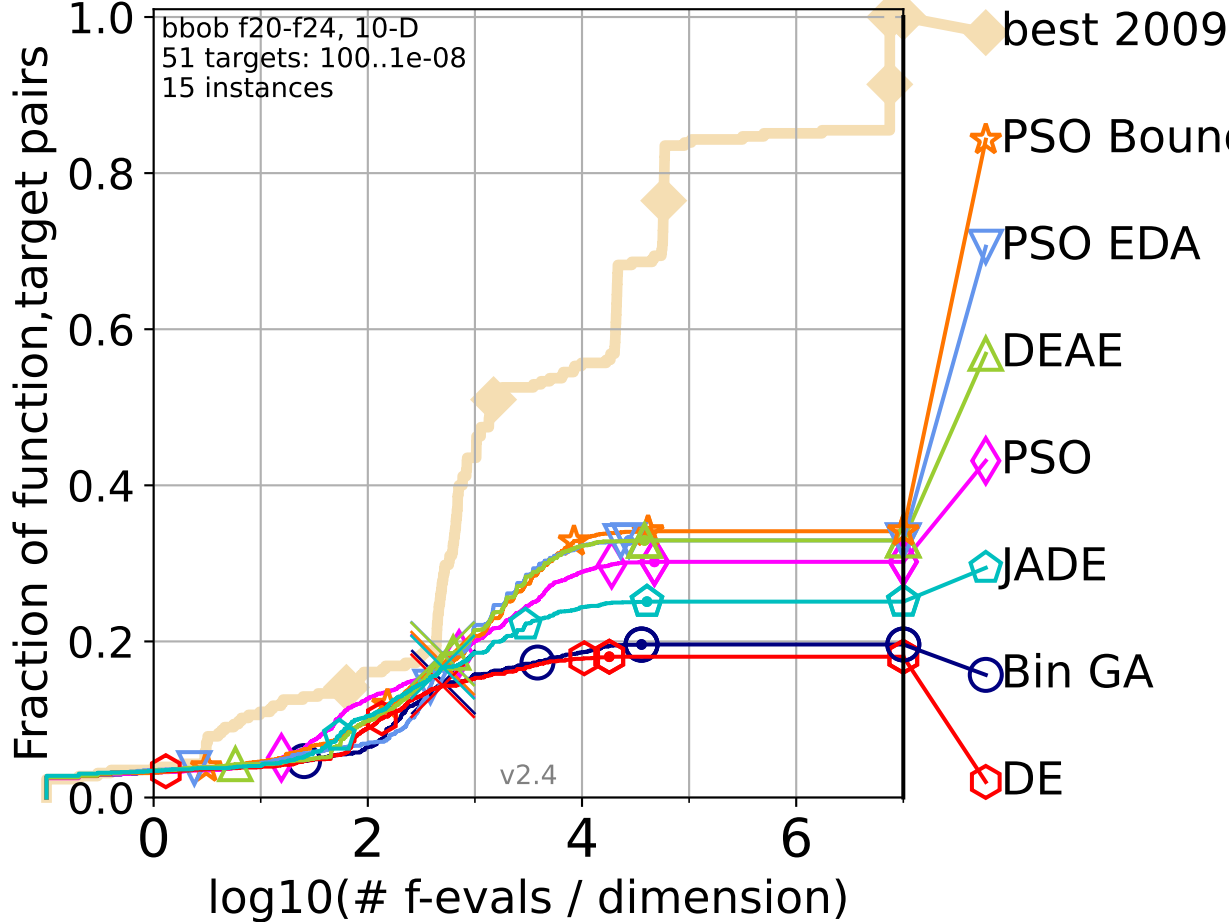 bbob f20-f24, 10-D
51 targets: 100..1e-08
15 instances
Fraction of function,target pairs
1.0
0.8
0.6
0.4
0.2
0.0
0
2
4
6
log10(# f-evals / dimension)
v2.4
best 2009
PSO Boun
PSO EDA
DEAE
PSO
JADE
Bin GA
DE